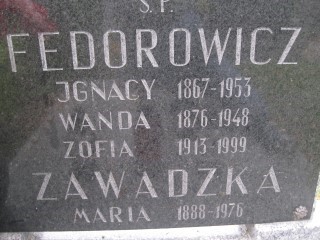 Ś.P.
FEDOROWICZ
JGNACY 1867-1953
WANDA 1876-1948
ZOFIA 1913-1999
ZAWADZKA
MARIA 1888-1976